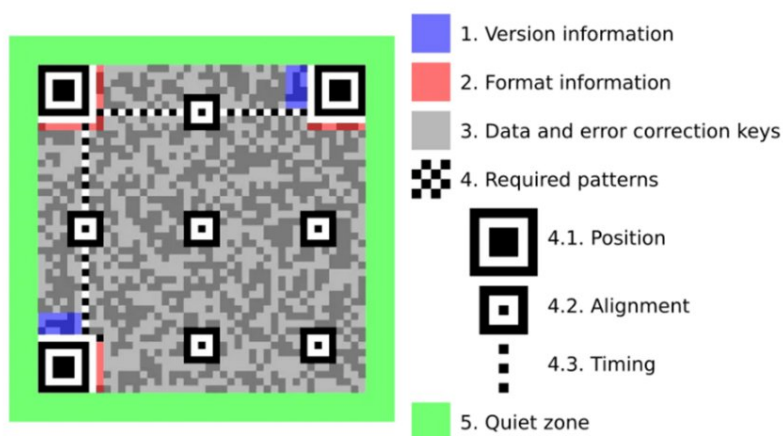 1. Version information
2. Format information
3. Data and error correction keys
4. Required patterns
4.1. Position
4.2. Alignment
4.3. Timing
5. Quiet zone